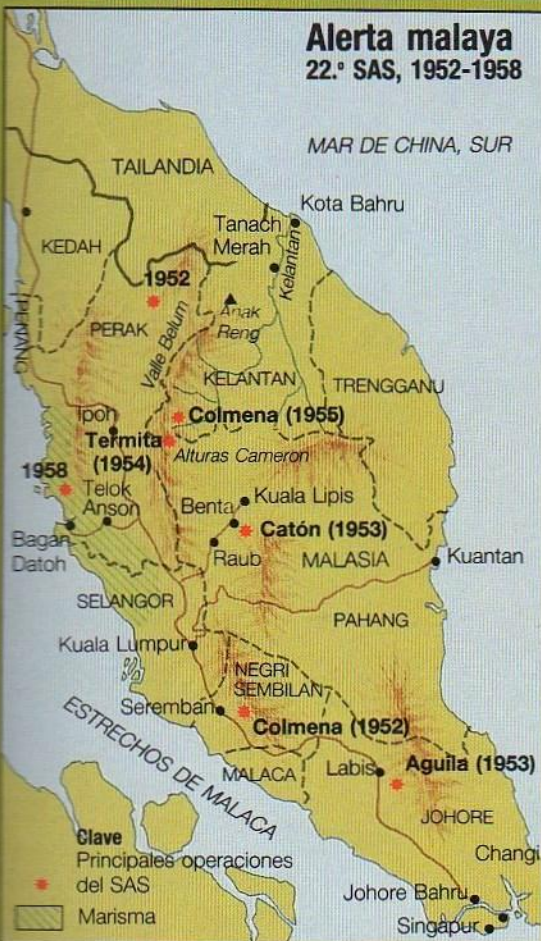 Alerta malaya
22.º SAS, 1952-1958
MAR DE CHINA, SUR
TAILANDIA
Kota Bahru
Tanach
Merah
Kelantan
KEDAH
1952
PENANG
PERAK
Valle Belum
Anak
Reng
KELANTAN
TRENGGANU
Ipoh
Colmena (1955)
Termita
(1954)
Alturas Cameron
1958
Telok
Anson
Kuala Lipis
Benta
Catón (1953)
Bagan
Datoh
Raub
MALASIA
Kuantan
SELANGOR
PAHANG
Kuala Lumpur
NEGRI
SEMBILAN
Seremban
Colmena (1952)
ESTRECHOS DE MALACA
MALACA
Labis
Aguila (1953)
JOHORE
Changi
Clave
Principales operaciones
del SAS
Marisma
Johore Bahru
Singapur